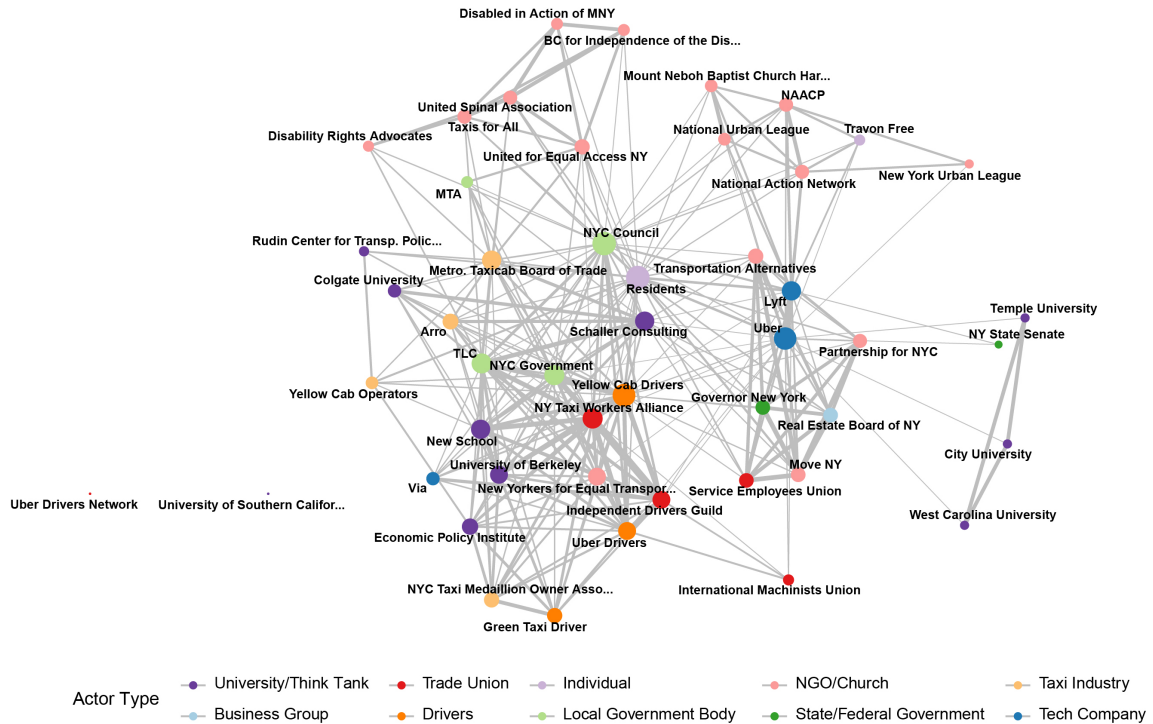 Disabled in Action of MNY
BC for Independence of the Dis...
Mount Neboh Baptist Church Har...
NAACP
United Spinal Association
Taxis for All
National Urban League
Travon Free
Disability Rights Advocates
United for Equal Access NY
New York Urban League
National Action Network
MTA
NYC Council
Rudin Center for Transp. Polic...
Metro. Taxicab Board of Trade
Transportation Alternatives
Colgate University
Residents
Lyft
Temple University
Arro
Schaller Consulting
Uber
NY State Senate
Partnership for NYC
TLC
NYC Government
Yellow Cab Drivers
Yellow Cab Operators
Governor New York
NY Taxi Workers Alliance
Real Estate Board of NY
New School
City University
University of Berkeley
Move NY
Via
New Yorkers for Equal Transpor...
Service Employees Union
Uber Drivers Network
University of Southern Califor...
Independent Drivers Guild
West Carolina University
Economic Policy Institute
Uber Drivers
NYC Taxi Medaillion Owner Asso...
International Machinists Union
Green Taxi Driver
Actor Type
University/Think Tank
Trade Union
Individual
NGO/Church
Taxi Industry
Business Group
Drivers
Local Government Body
State/Federal Government
Tech Company